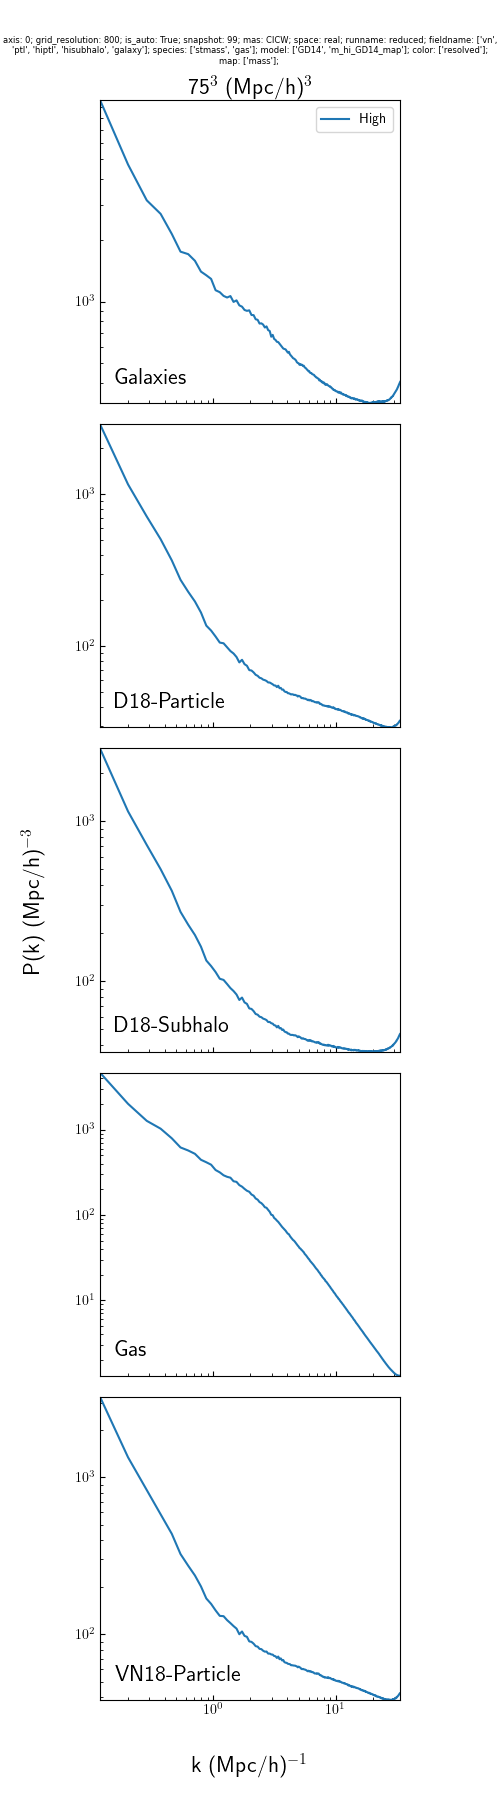 axis: 0; grid_resolution: 800; is_auto: True; snapshot: 99; mas: CICW; space: real; runname: reduced; fieldname: ['vn',
'ptl', 'hiptl', 'hisubhalo', 'galaxy']; species: ['stmass', 'gas']; model: ['GD14', 'm_hi_GD14_map']; color: ['resolved'];
map: ['mass'];
75³ (Mpc/h)³
High
10³
Galaxies
10³
10²
D18-Particle
10³
10²
D18-Subhalo
P(k) (Mpc/h)⁻³
10³
10²
10¹
Gas
10³
10²
VN18-Particle
10⁰ 10¹
k (Mpc/h)⁻¹